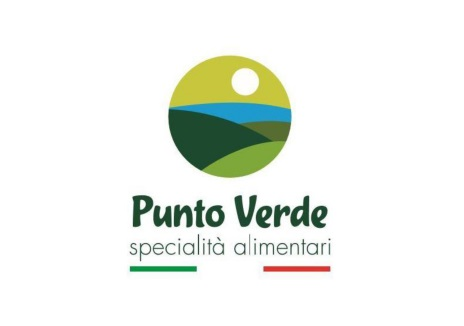 Punto Verde
specialità alimentari